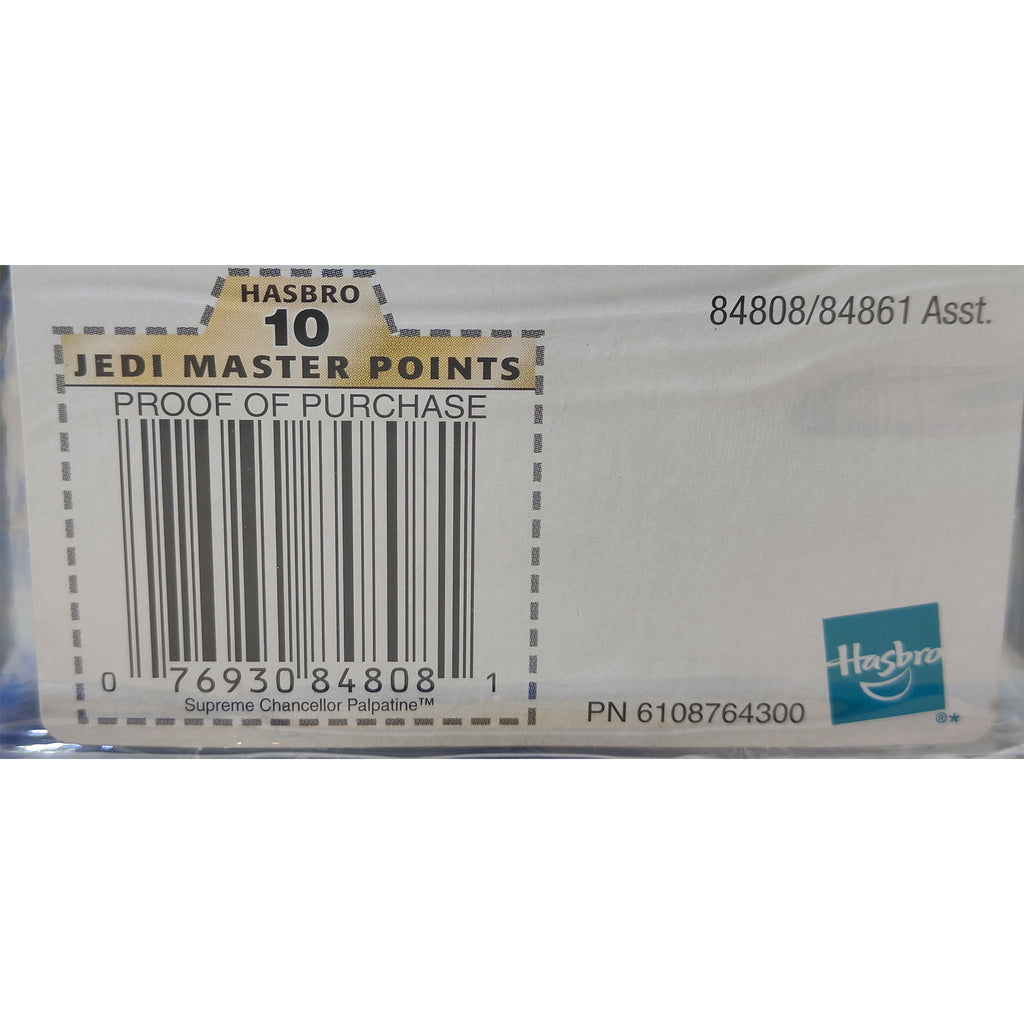 HASBRO
10
JEDI MASTER POINTS
PROOF OF PURCHASE
0 76930 84808 1
Supreme Chancellor Palpatine™
84808/84861 Asst.
PN 6108764300
Hasbro
®*